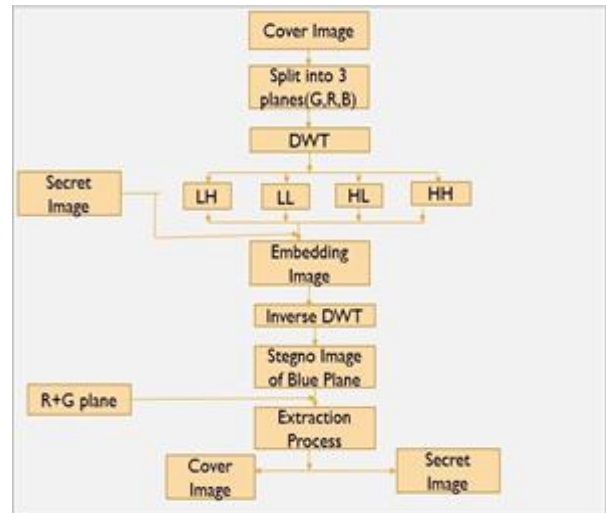 Cover Image
Split into 3
planes(G,R,B)
DWT
Secret
Image
LH
LL
HL
HH
Embedding
Image
Inverse DWT
Stegno Image
of Blue Plane
R+G plane
Extraction
Process
Cover
Image
Secret
Image